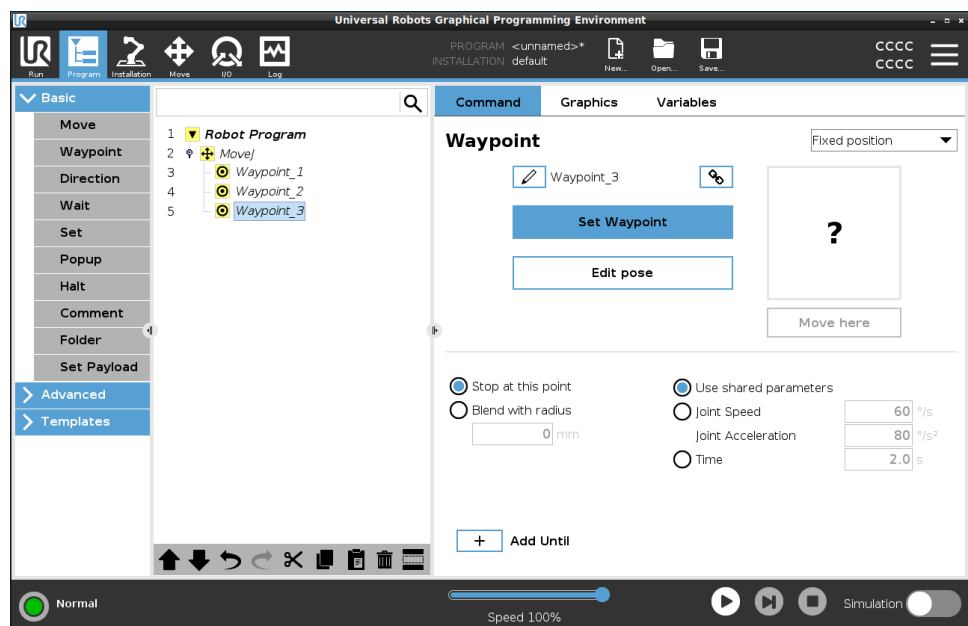 Universal Robots Graphical Programming Environment
PROGRAM <unnamed>*
INSTALLATION default
Run Program Installation Move I/O Log New... Open... Save...
CCCC
CCCC
Basic
Move
Waypoint
Direction
Wait
Set
Popup
Halt
Comment
Folder
Set Payload
Advanced
Templates
1 Robot Program
2 MoveJ
3 Waypoint_1
4 Waypoint_2
5 Waypoint_3
Command Graphics Variables
Waypoint
Fixed position
Waypoint_3
Set Waypoint
Edit pose
?
Move here
Stop at this point
Blend with radius
0 mm
Use shared parameters
Joint Speed 60 °/s
Joint Acceleration 80 °/s²
Time 2.0 s
+ Add Until
Normal
Speed 100%
Simulation